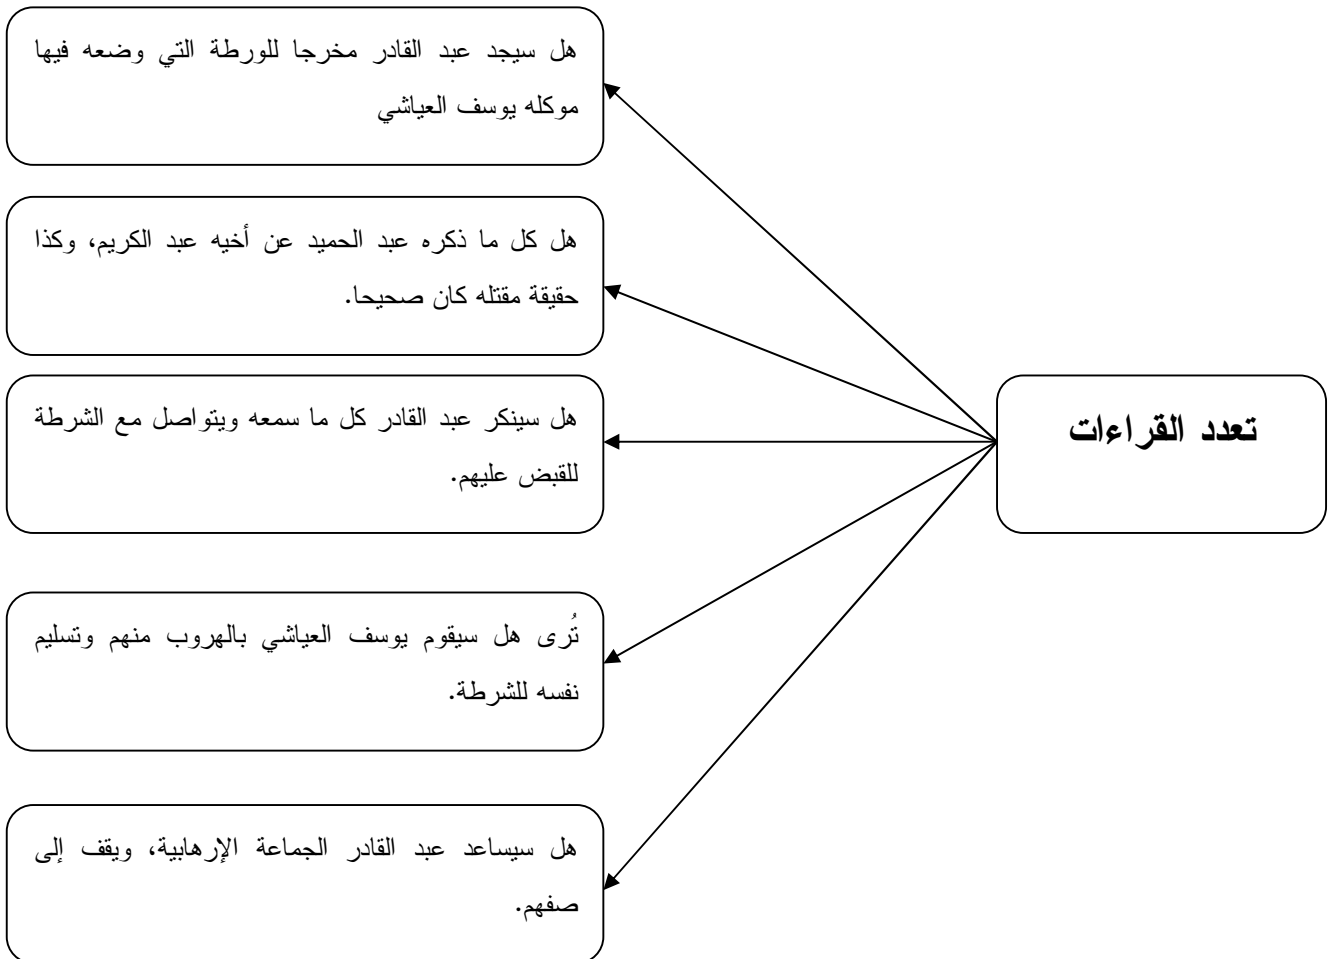 تعدد القراءات
هل سيجد عبد القادر مخرجا للورطة التي وضعه فيها
موكله يوسف العياشي
هل كل ما ذكره عبد الحميد عن أخيه عبد الكريم، وكذا
حقيقة مقتله كان صحيحا.
هل سينكر عبد القادر كل ما سمعه ويتواصل مع الشرطة
للقبض عليهم.
تُرى هل سيقوم يوسف العياشي بالهروب منهم وتسليم
نفسه للشرطة.
هل سيساعد عبد القادر الجماعة الإرهابية، ويقف إلى
صفهم.